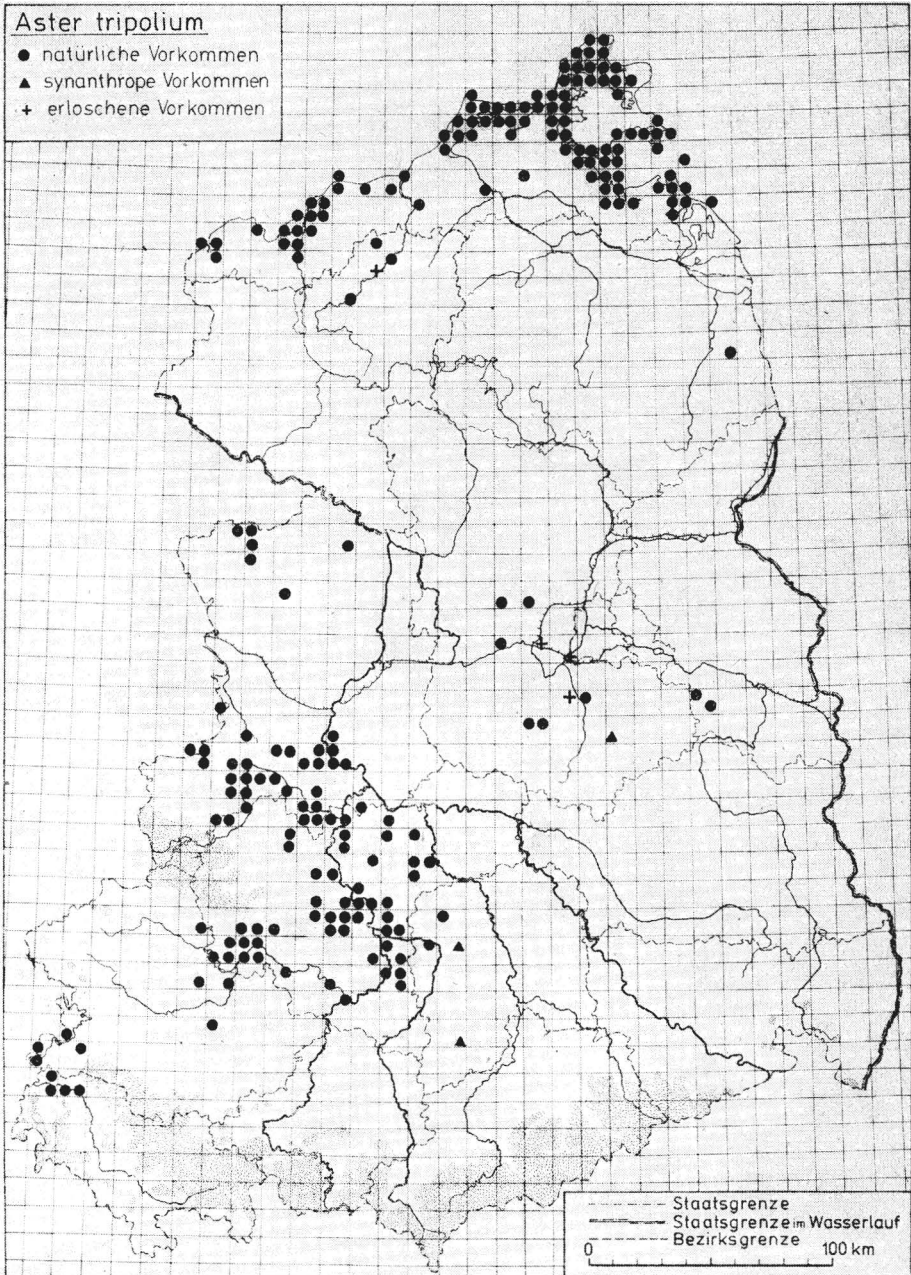 Aster tripolium
natürliche Vorkommen
synanthrope Vorkommen
erloschene Vorkommen
Staatsgrenze
Staatsgrenze im Wasserlauf
Bezirksgrenze
0 100 km